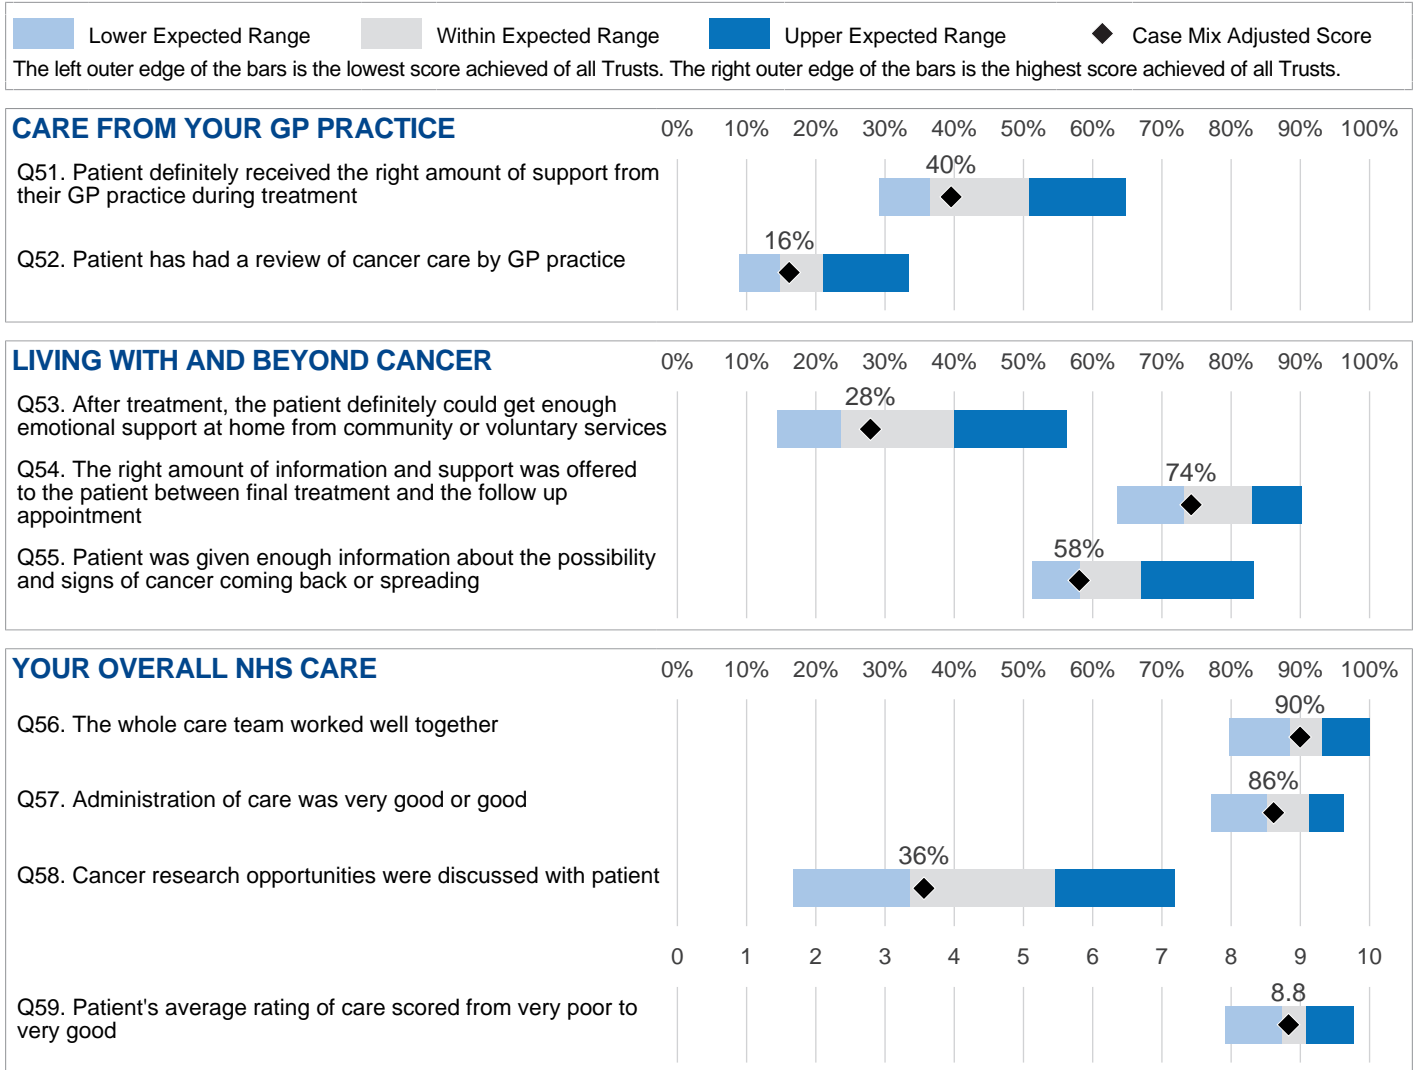 Lower Expected Range Within Expected Range Upper Expected Range Case Mix Adjusted Score
The left outer edge of the bars is the lowest score achieved of all Trusts. The right outer edge of the bars is the highest score achieved of all Trusts.
CARE FROM YOUR GP PRACTICE 0% 10% 20% 30% 40% 50% 60% 70% 80% 90% 100%
Q51. Patient definitely received the right amount of support from
their GP practice during treatment
40%
Q52. Patient has had a review of cancer care by GP practice
16%
LIVING WITH AND BEYOND CANCER 0% 10% 20% 30% 40% 50% 60% 70% 80% 90% 100%
Q53. After treatment, the patient definitely could get enough
emotional support at home from community or voluntary services
28%
Q54. The right amount of information and support was offered
to the patient between final treatment and the follow up
appointment
74%
Q55. Patient was given enough information about the possibility
and signs of cancer coming back or spreading
58%
YOUR OVERALL NHS CARE 0% 10% 20% 30% 40% 50% 60% 70% 80% 90% 100%
Q56. The whole care team worked well together
90%
Q57. Administration of care was very good or good
86%
Q58. Cancer research opportunities were discussed with patient
36%
0 1 2 3 4 5 6 7 8 9 10
Q59. Patient's average rating of care scored from very poor to
very good
8.8